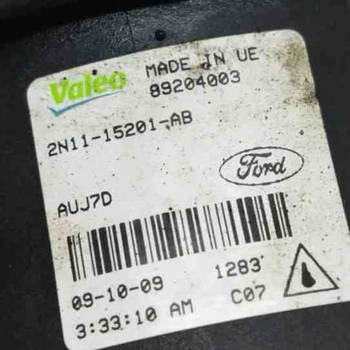 Valeo
MADE IN UE
89204003
2N11-15201-AB
Ford
AUJ7D
09-10-09 1283
3:33:10 AM C07